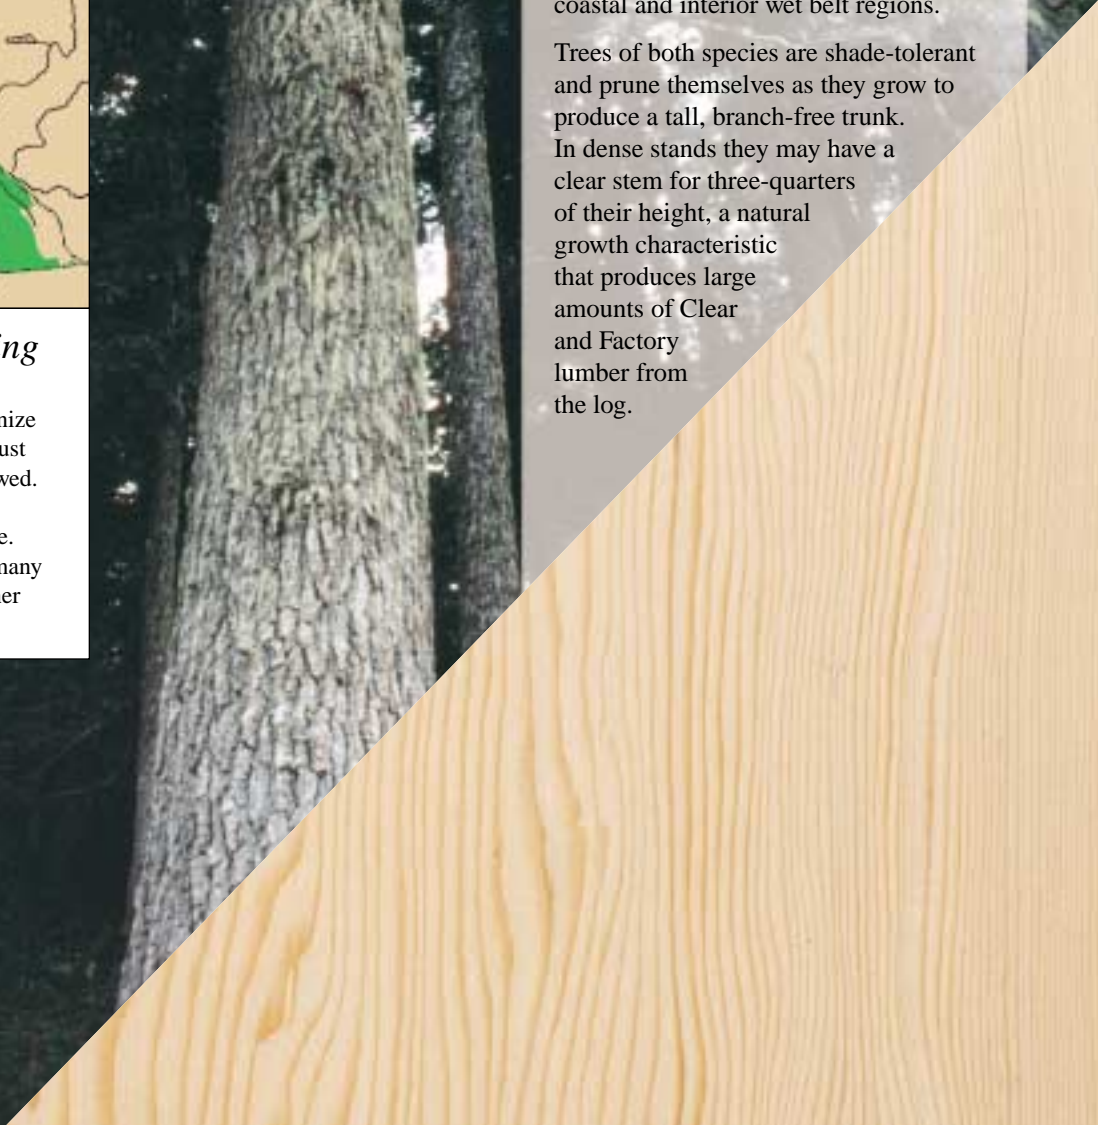 coastal and interior wet belt regions.
Trees of both species are shade-tolerant
and prune themselves as they grow to
produce a tall, branch-free trunk.
In dense stands they may have a
clear stem for three-quarters
of their height, a natural
growth characteristic
that produces large
amounts of Clear
and Factory
lumber from
the log.
ing
nize
ust
wed.
e.
many
er